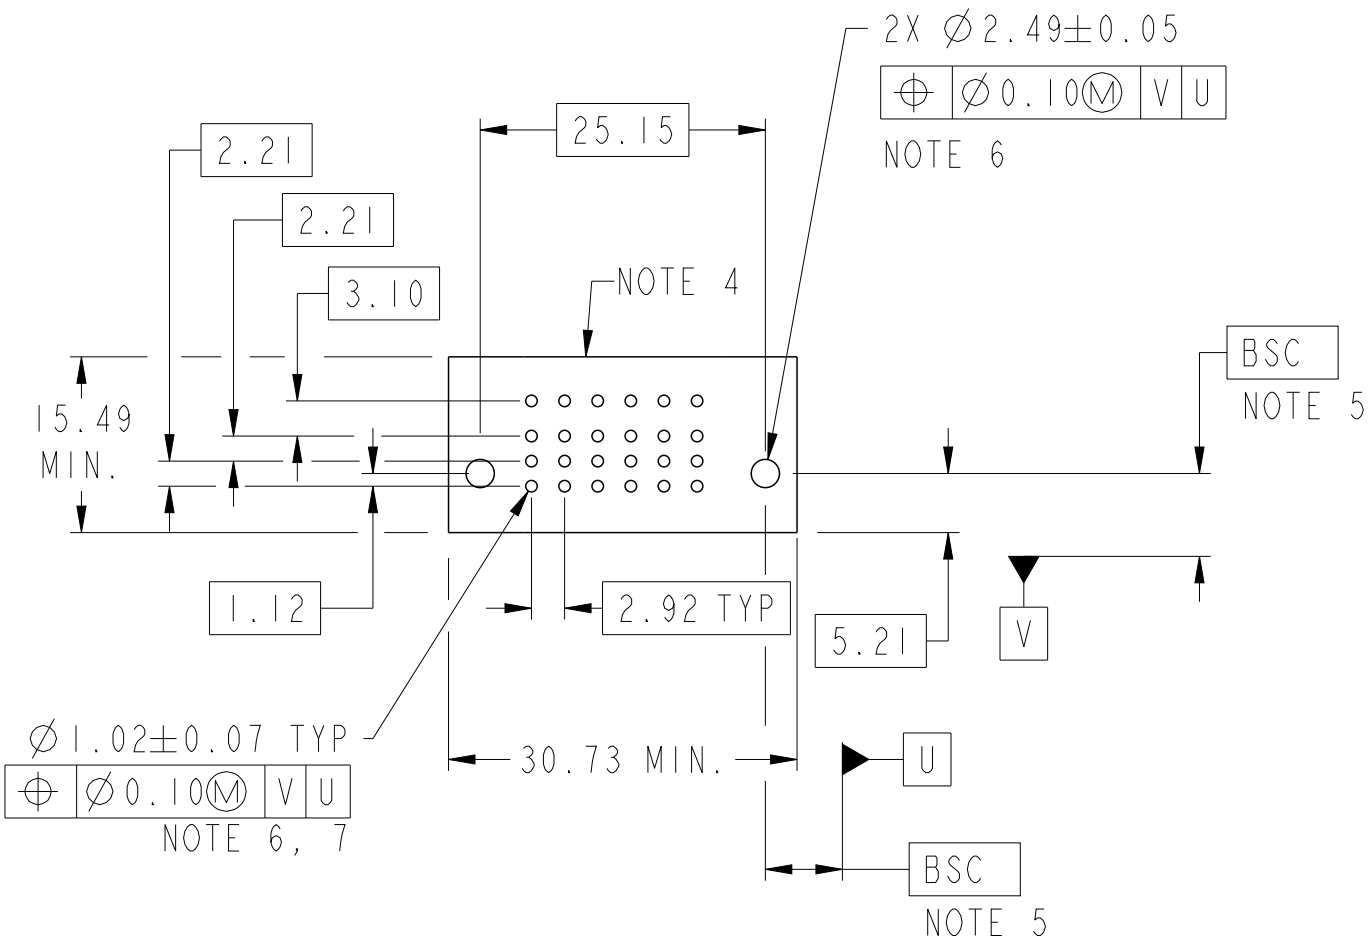 2X ⌀2.49±0.05
⌖ ⌀0.10Ⓜ V U
NOTE 6
25.15
2.21
2.21
3.10
NOTE 4
BSC
NOTE 5
15.49
MIN.
1.12
2.92 TYP
5.21
V
⌀1.02±0.07 TYP
⌖ ⌀0.10Ⓜ V U
NOTE 6, 7
30.73 MIN.
U
BSC
NOTE 5